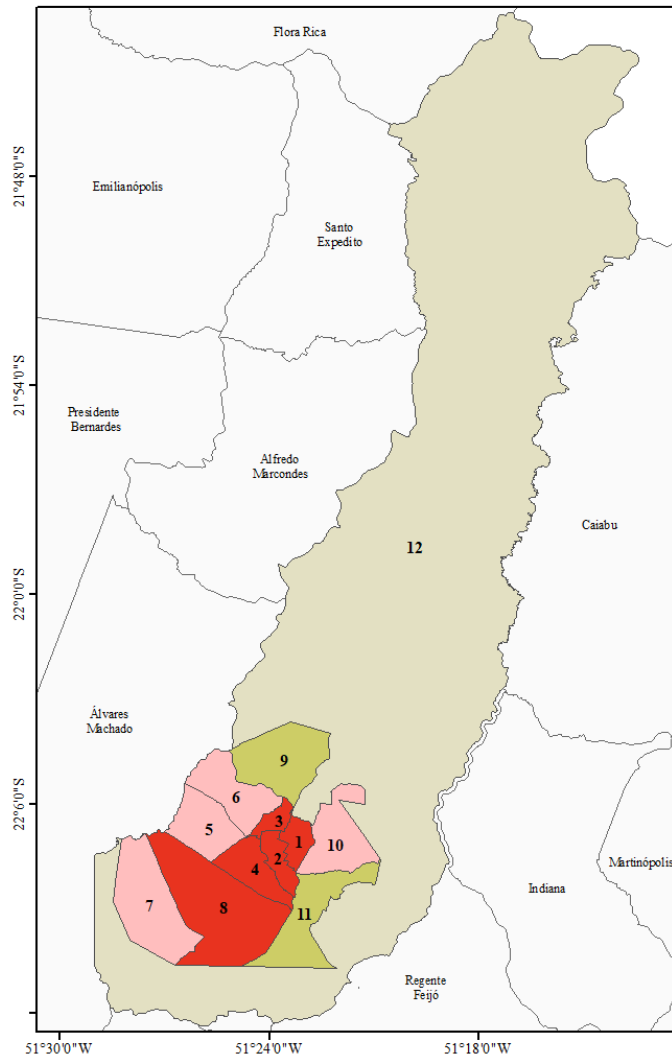 Flora Rica
21°48'0"S
Emilianópolis
Santo
Expedito
21°54'0"S
Presidente
Bernardes
Alfredo
Marcondes
Caiabu
12
22°0'0"S
Álvares
Machado
9
22°6'0"S
6
3
5
1
10
2
4
Martinópolis
7
8
11
Indiana
Regente
Feijó
51°30'0"W
51°24'0"W
51°18'0"W